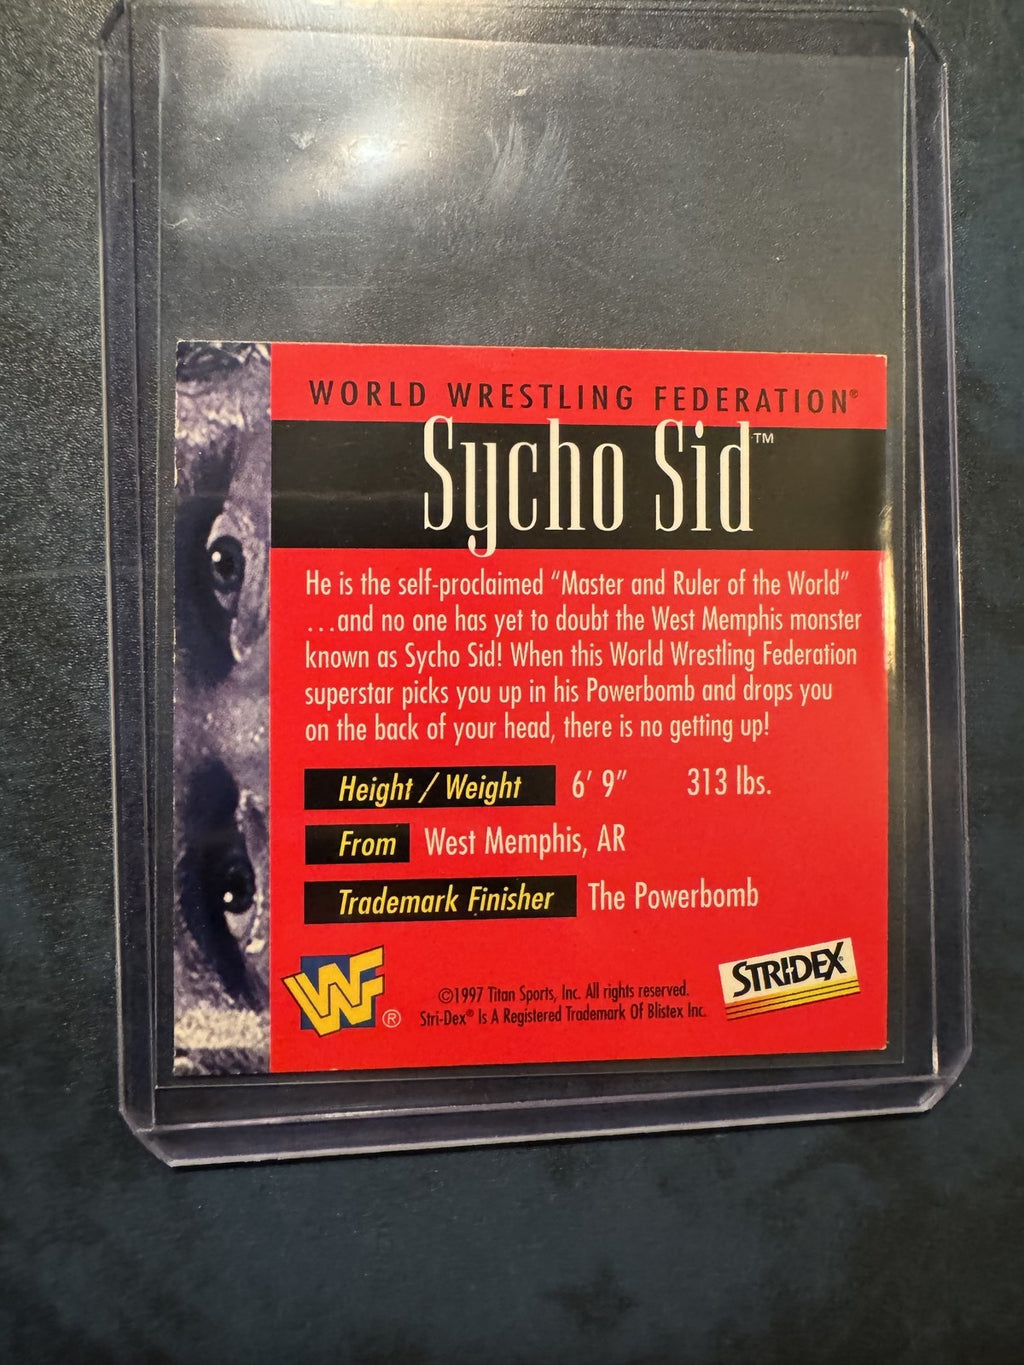 WORLD WRESTLING FEDERATION®
Sycho Sid™
He is the self-proclaimed “Master and Ruler of the World”
...and no one has yet to doubt the West Memphis monster
known as Sycho Sid! When this World Wrestling Federation
superstar picks you up in his Powerbomb and drops you
on the back of your head, there is no getting up!
Height / Weight 6' 9" 313 lbs.
From West Memphis, AR
Trademark Finisher The Powerbomb
WF®
©1997 Titan Sports, Inc. All rights reserved.
Stri-Dex® Is A Registered Trademark Of Blistex Inc.
STRI-DEX®